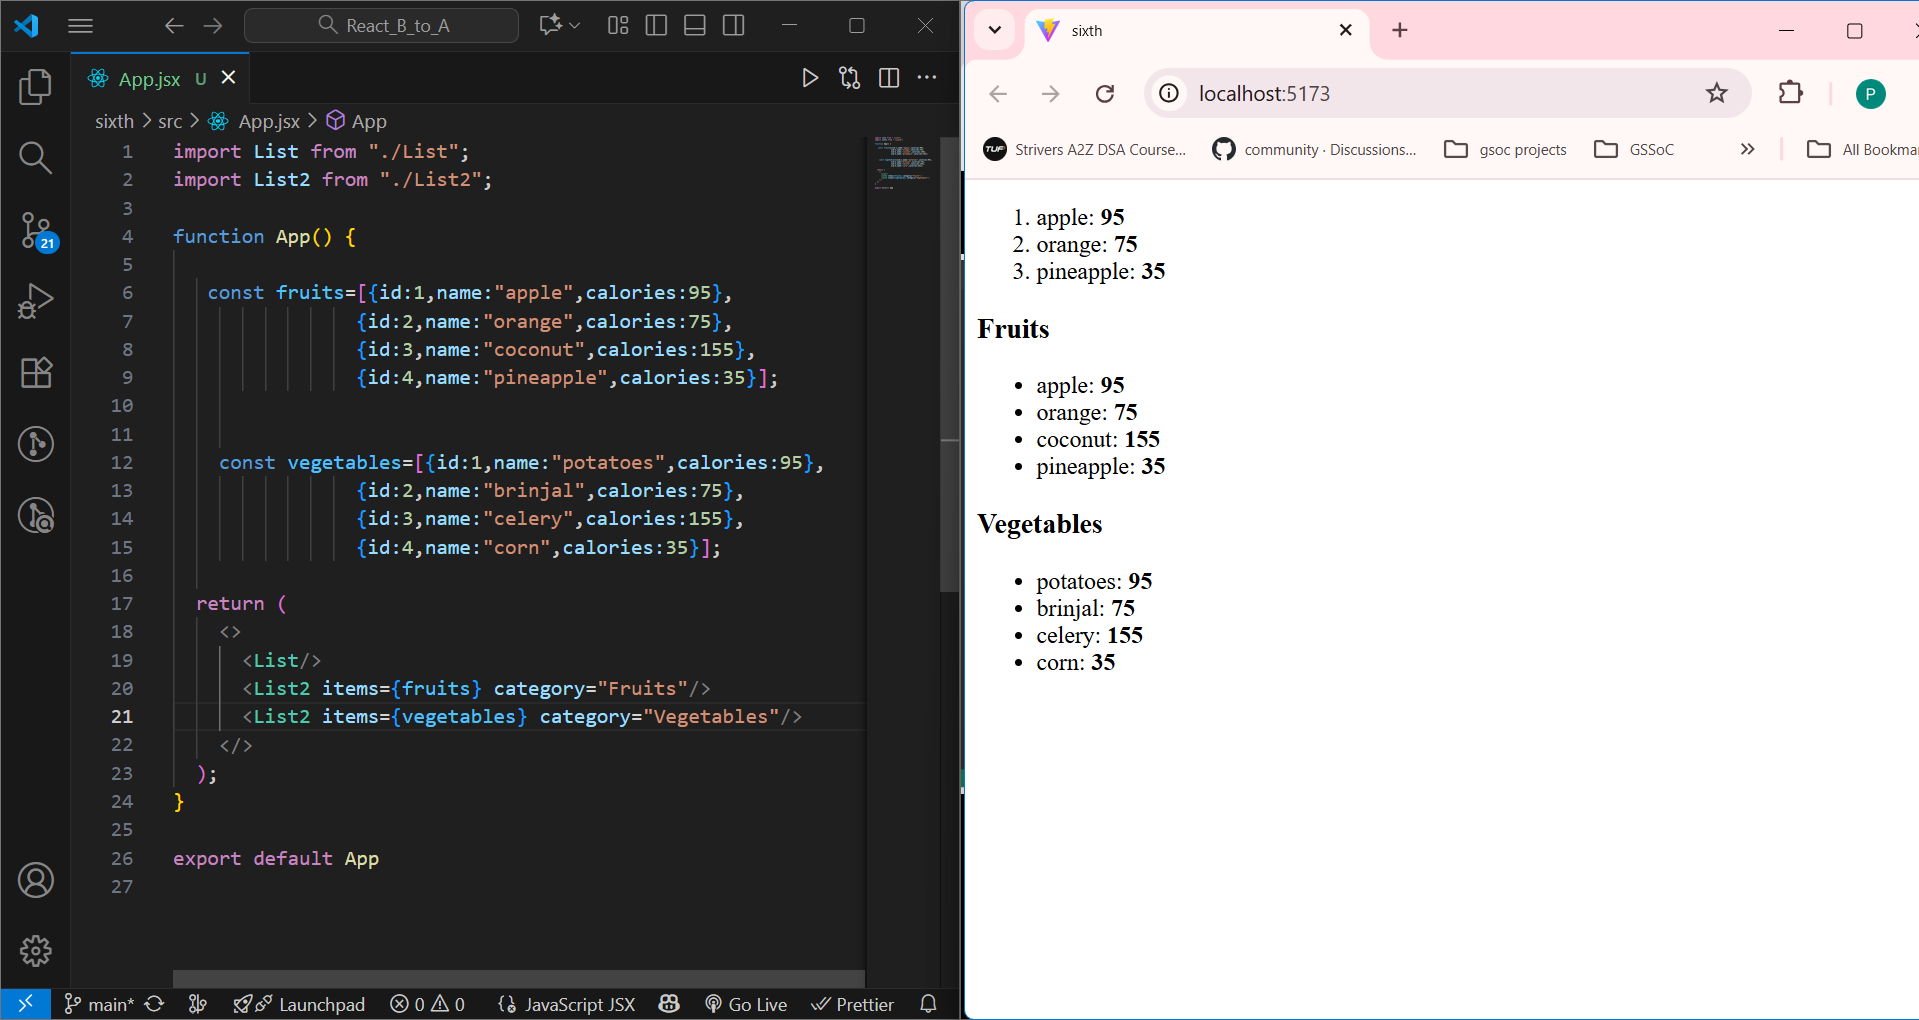 React_B_to_A
App.jsx U
sixth > src > App.jsx > App
1 import List from "./List";
2 import List2 from "./List2";
3
4 function App() {
5
6 const fruits=[{id:1,name:"apple",calories:95},
7 {id:2,name:"orange",calories:75},
8 {id:3,name:"coconut",calories:155},
9 {id:4,name:"pineapple",calories:35}];
10
11
12 const vegetables=[{id:1,name:"potatoes",calories:95},
13 {id:2,name:"brinjal",calories:75},
14 {id:3,name:"celery",calories:155},
15 {id:4,name:"corn",calories:35}];
16
17 return (
18 <>
19 <List/>
20 <List2 items={fruits} category="Fruits"/>
21 <List2 items={vegetables} category="Vegetables"/>
22 </>
23 );
24 }
25
26 export default App
27
21
main* Launchpad 0 0 JavaScript JSX Go Live Prettier
sixth
localhost:5173
P
TUF Strivers A2Z DSA Course... community · Discussions... gsoc projects GSSoC All Bookma
1. apple: 95
2. orange: 75
3. pineapple: 35
Fruits
• apple: 95
• orange: 75
• coconut: 155
• pineapple: 35
Vegetables
• potatoes: 95
• brinjal: 75
• celery: 155
• corn: 35